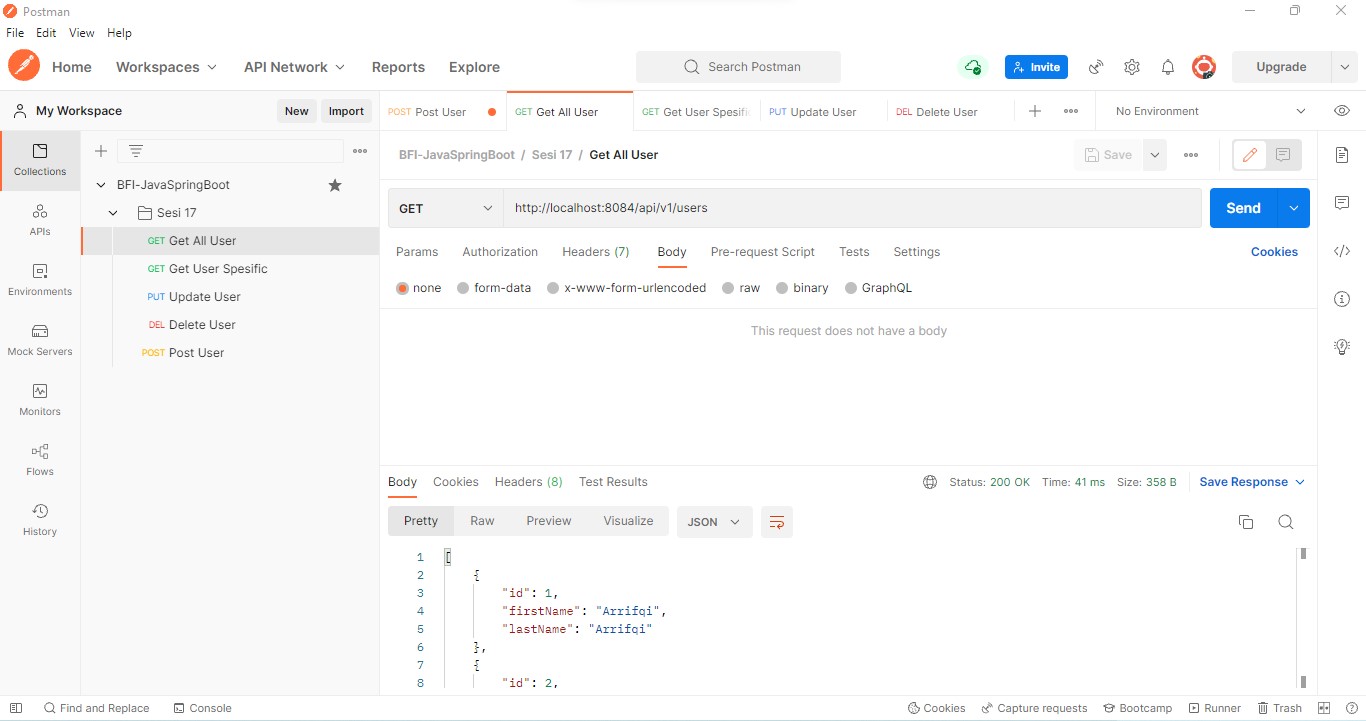 Postman
File Edit View Help
Home Workspaces API Network Reports Explore Search Postman Invite Upgrade
My Workspace New Import
POST Post User GET Get All User GET Get User Spesifi PUT Update User DEL Delete User No Environment
Collections
APIs
Environments
Mock Servers
Monitors
Flows
History
BFI-JavaSpringBoot
Sesi 17
GET Get All User
GET Get User Spesific
PUT Update User
DEL Delete User
POST Post User
BFI-JavaSpringBoot / Sesi 17 / Get All User Save
GET http://localhost:8084/api/v1/users Send
Params Authorization Headers (7) Body Pre-request Script Tests Settings Cookies
none form-data x-www-form-urlencoded raw binary GraphQL
This request does not have a body
Body Cookies Headers (8) Test Results Status: 200 OK Time: 41 ms Size: 358 B Save Response
Pretty Raw Preview Visualize JSON
1 [
2 {
3 "id": 1,
4 "firstName": "Arrifqi",
5 "lastName": "Arrifqi"
6 },
7 {
8 "id": 2,
Find and Replace Console Cookies Capture requests Bootcamp Runner Trash